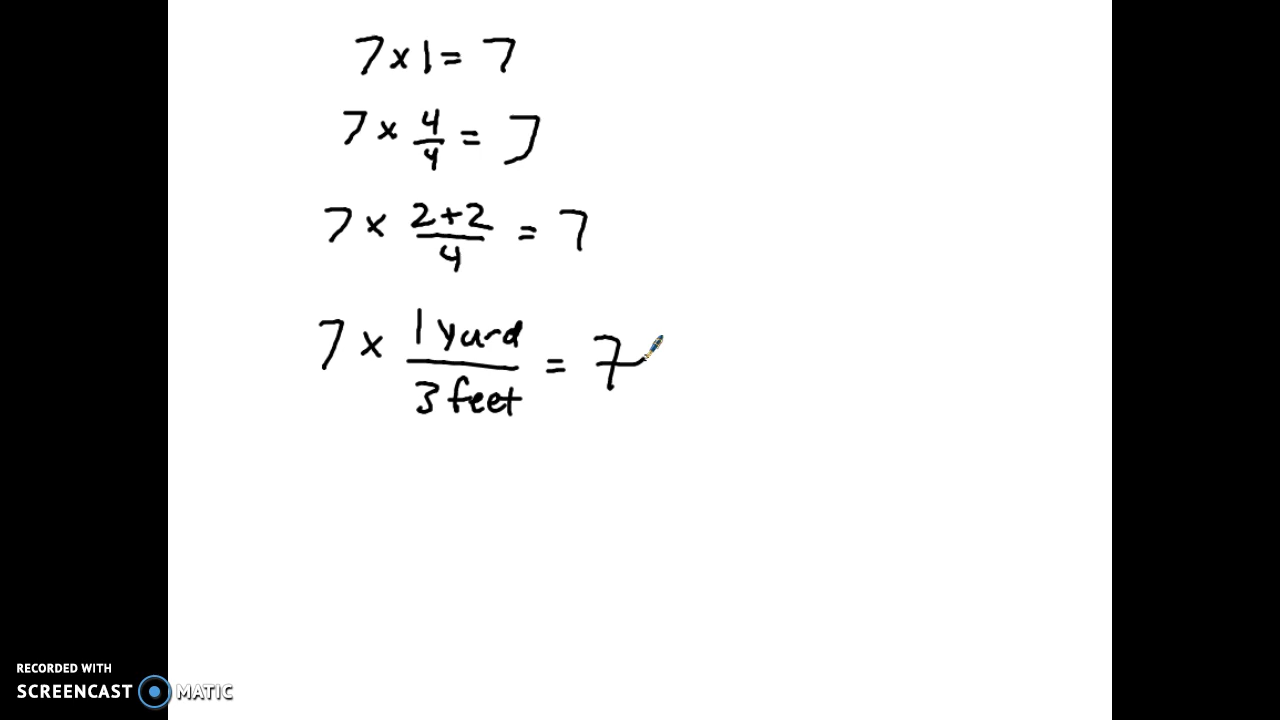 7 × 1 = 7
7 × 4/4 = 7
7 × 2+2/4 = 7
7 × 1 yard/3 feet = 7
RECORDED WITH
SCREENCAST MATIC